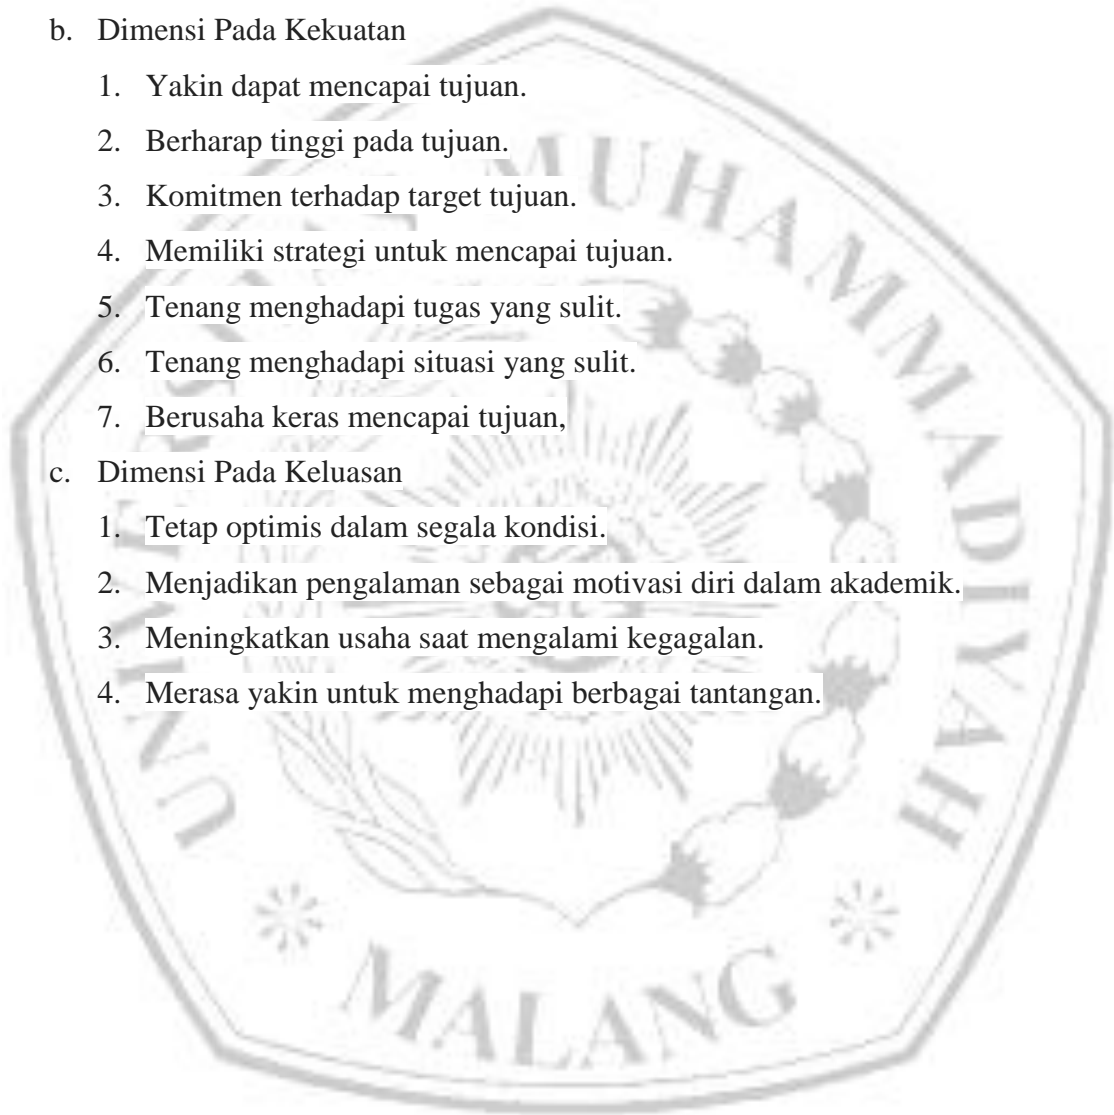 b. Dimensi Pada Kekuatan
1. Yakin dapat mencapai tujuan.
2. Berharap tinggi pada tujuan.
3. Komitmen terhadap target tujuan.
4. Memiliki strategi untuk mencapai tujuan.
5. Tenang menghadapi tugas yang sulit.
6. Tenang menghadapi situasi yang sulit.
7. Berusaha keras mencapai tujuan,
c. Dimensi Pada Keluasan
1. Tetap optimis dalam segala kondisi.
2. Menjadikan pengalaman sebagai motivasi diri dalam akademik.
3. Meningkatkan usaha saat mengalami kegagalan.
4. Merasa yakin untuk menghadapi berbagai tantangan.
MUHAMMADIYAH
MALANG